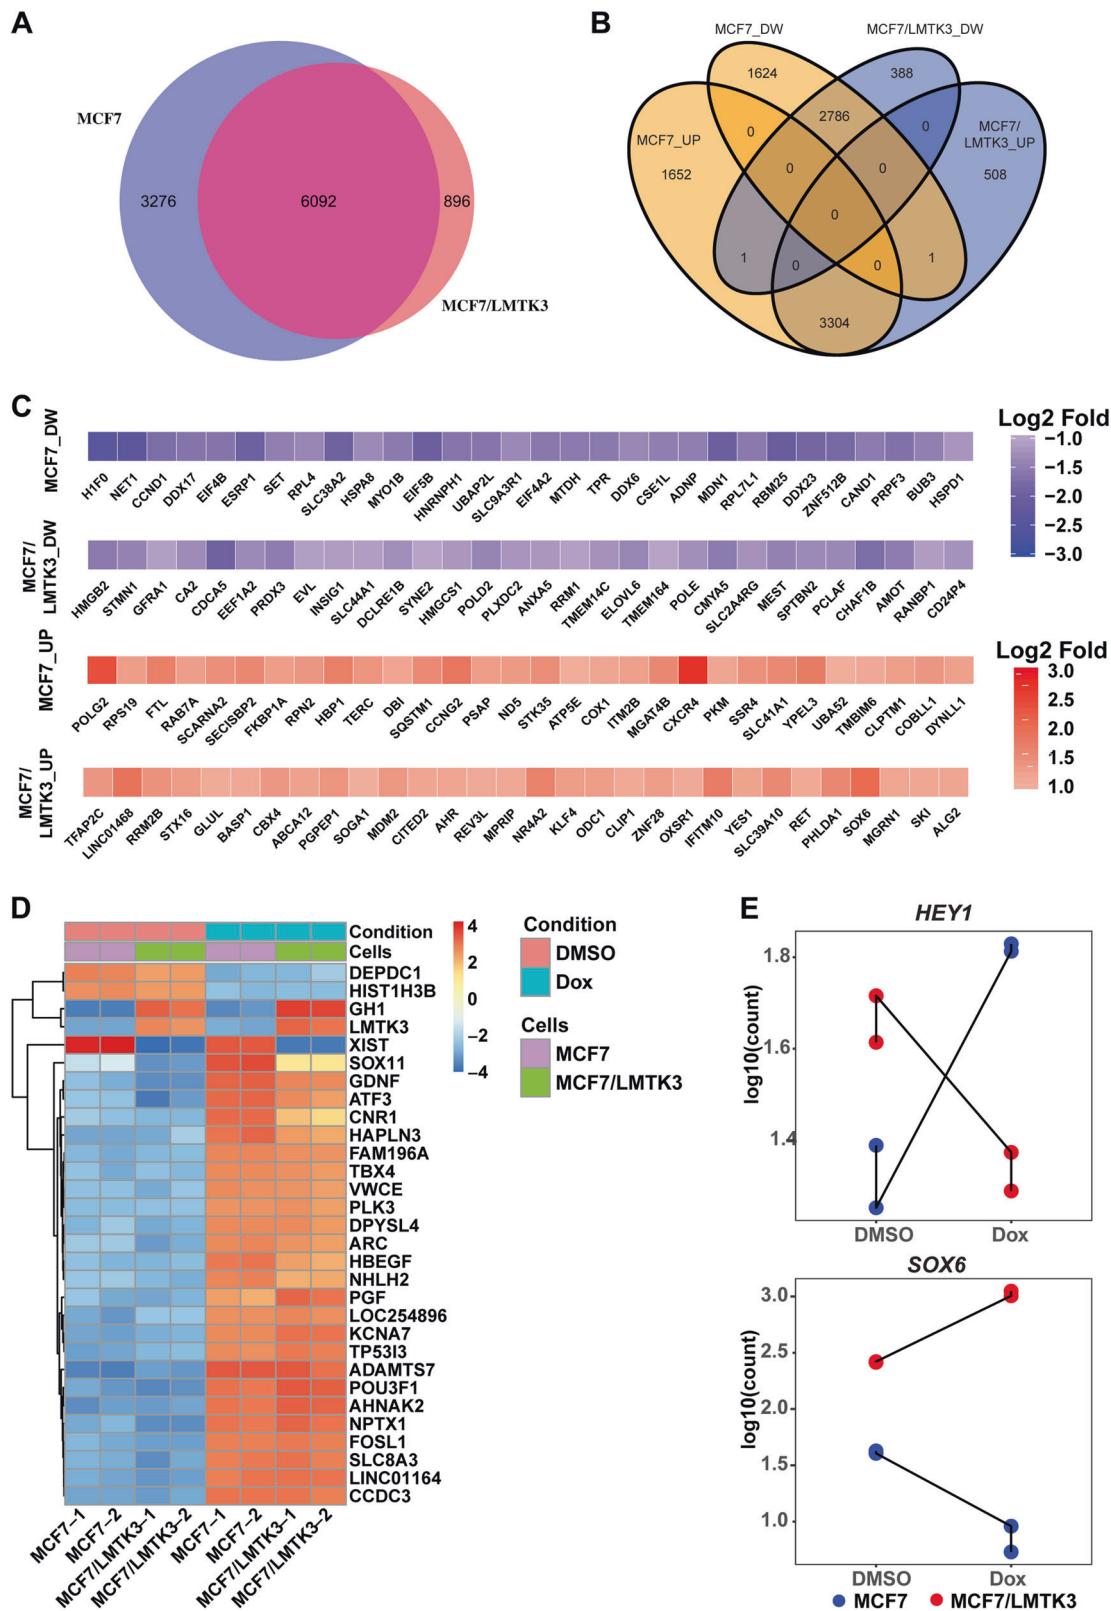 A
MCF7
3276
6092
896
MCF7/LMTK3
B
MCF7_DW
MCF7/LMTK3_DW
1624
388
2786
0
0
MCF7_UP
MCF7/
LMTK3_UP
0
0
1652
508
0
1
0
0
1
3304
C
MCF7_DW
H1F0 NET1 CCND1 DDX17 EIF4B ESRP1 SET RPL4 SLC38A2 HSPA8 MYO1B EIF5B HNRNPH1 UBAP2L SLC9A3R1 EIF4A2 MTDH TPR DDX6 CSE1L ADNP MDN1 RPL7L1 RBM25 DDX23 ZNF512B CAND1 PRPF3 BUB3 HSPD1
MCF7/
LMTK3_DW
HMGB2 STMN1 GFRA1 CA2 CDCA5 EEF1A2 PRDX3 EVL INSIG1 SLC44A1 DCLRE1B SYNE2 HMGCS1 POLD2 PLXDC2 ANXA5 RRM1 TMEM14C ELOVL6 TMEM164 POLE CMYA5 SLC2A4RG MEST SPTBN2 PCLAF CHAF1B AMOT RANBP1 CD24P4
MCF7_UP
POLG2 RPS19 FTL RAB7A SCARNA2 SECISBP2 FKBP1A RPN2 HBP1 TERC DBI SQSTM1 CCNG2 PSAP ND5 STK35 ATP5E COX1 ITM2B MGAT4B CXCR4 PKM SSR4 SLC41A1 YPEL3 UBA52 TMBIM6 CLPTM1 COBLL1 DYNLL1
MCF7/
LMTK3_UP
TFAP2C LINC01468 RRM2B STX16 GLUL BASP1 CBX4 ABCA12 PGPEP1 SOGA1 MDM2 CITED2 AHR REV3L MPRIP NR4A2 KLF4 ODC1 CLIP1 ZNF28 OXSR1 IFITM10 YES1 SLC39A10 RET PHLDA1 SOX6 MGRN1 SKI ALG2
Log2 Fold
−1.0
−1.5
−2.0
−2.5
−3.0
Log2 Fold
3.0
2.5
2.0
1.5
1.0
D
Condition
Cells
DEPDC1
HIST1H3B
GH1
LMTK3
XIST
SOX11
GDNF
ATF3
CNR1
HAPLN3
FAM196A
TBX4
VWCE
PLK3
DPYSL4
ARC
HBEGF
NHLH2
PGF
LOC254896
KCNA7
TP53I3
ADAMTS7
POU3F1
AHNAK2
NPTX1
FOSL1
SLC8A3
LINC01164
CCDC3
MCF7−1 MCF7−2 MCF7/LMTK3−1 MCF7/LMTK3−2 MCF7−1 MCF7−2 MCF7/LMTK3−1 MCF7/LMTK3−2
4
2
0
−2
−4
Condition
DMSO
Dox
Cells
MCF7
MCF7/LMTK3
E
HEY1
log10(count)
1.8
1.6
1.4
DMSO Dox
SOX6
log10(count)
3.0
2.5
2.0
1.5
1.0
DMSO Dox
MCF7 MCF7/LMTK3